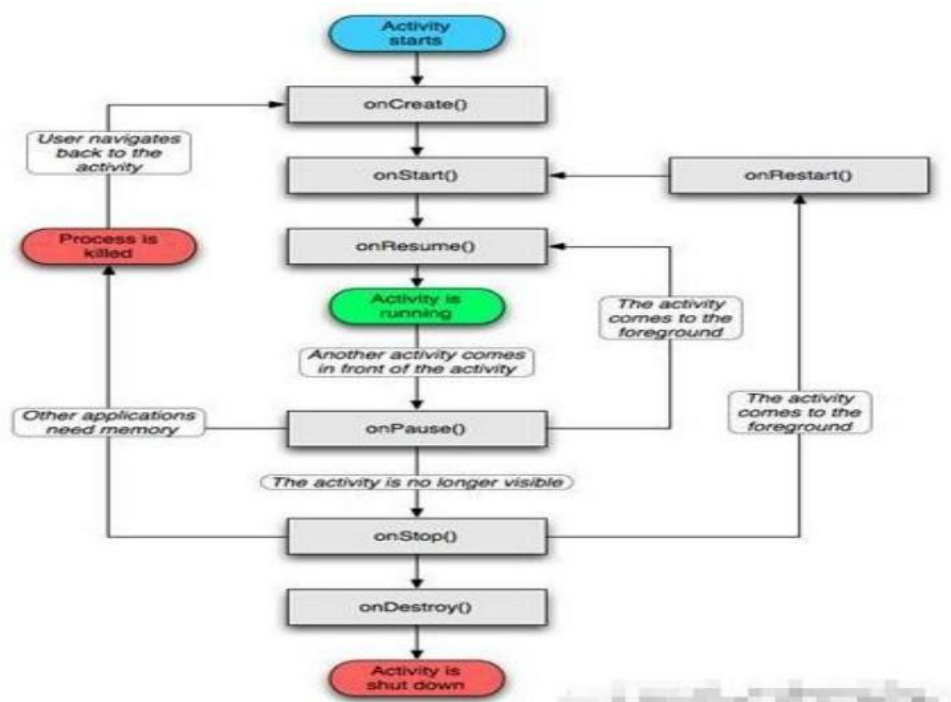 Activity
starts
onCreate()
User navigates
back to the
activity
onStart()
onRestart()
Process is
killed
onResume()
Activity is
running
The activity
comes to the
foreground
Another activity comes
in front of the activity
Other applications
need memory
onPause()
The activity
comes to the
foreground
The activity is no longer visible
onStop()
onDestroy()
Activity is
shut down